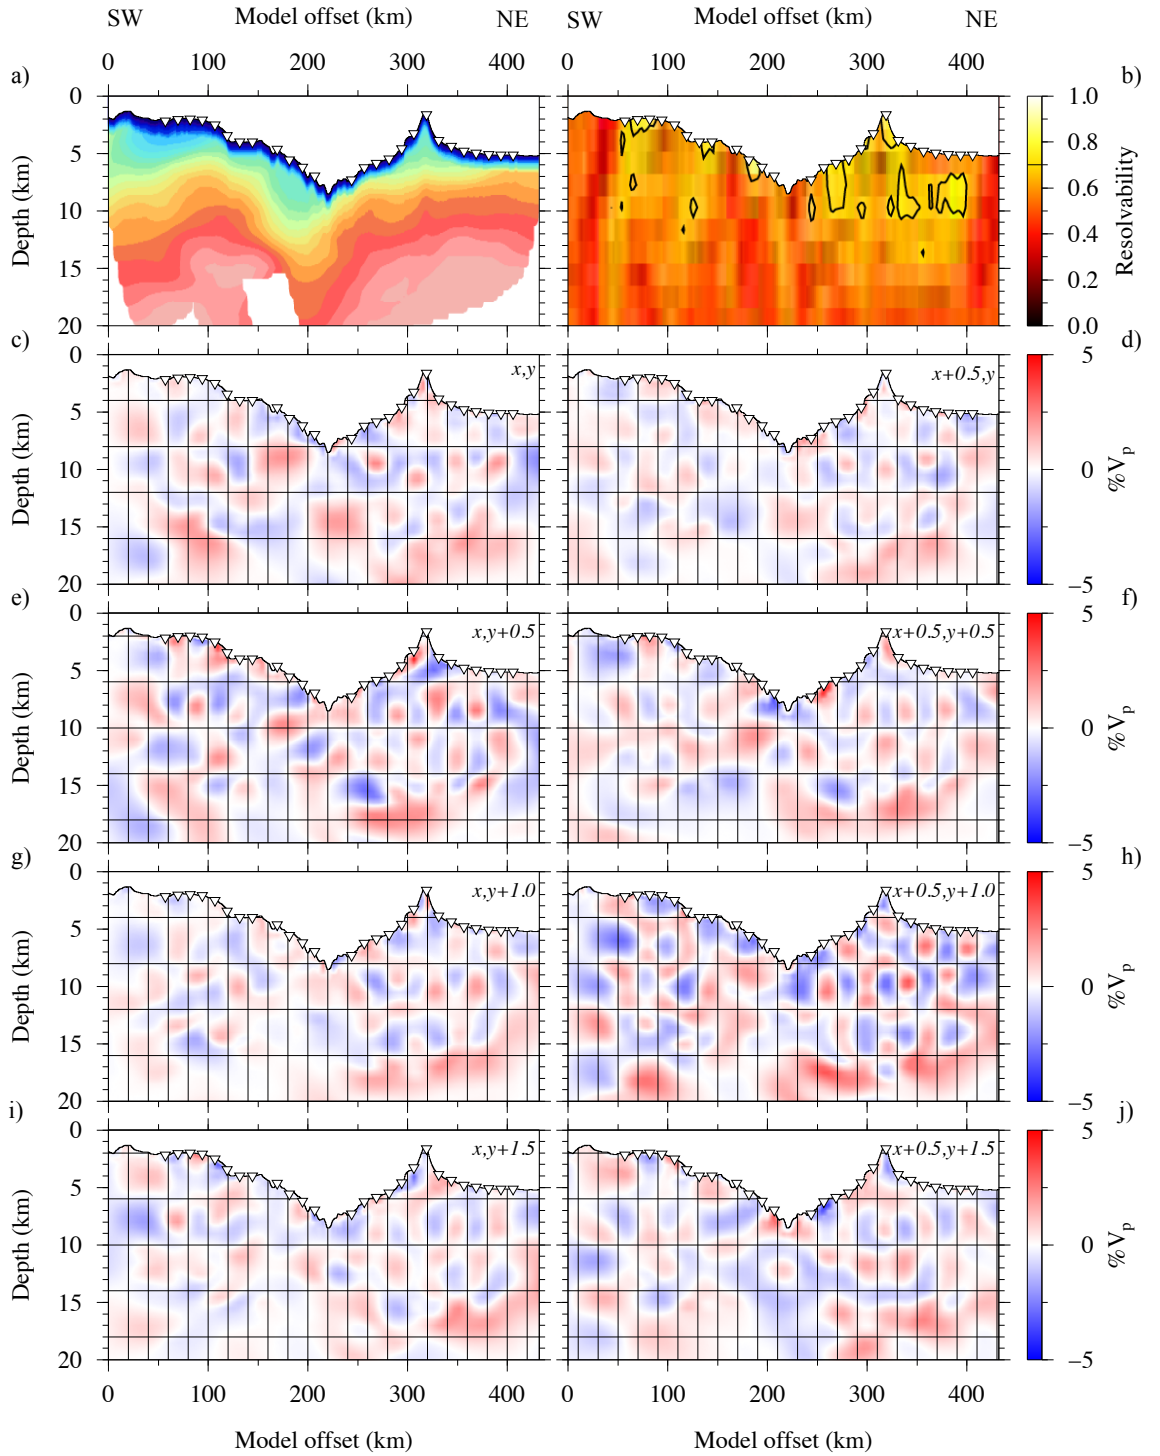 SW Model offset (km) NE SW Model offset (km) NE
0 100 200 300 400 0 100 200 300 400
a) b)
0 5 10 15 20
Depth (km)
1.0 0.8 0.6 0.4 0.2 0.0
Resolvability
c) d)
x,y x+0.5,y
0 5 10 15 20
Depth (km)
5 0 −5
%Vp
e) f)
x,y+0.5 x+0.5,y+0.5
0 5 10 15 20
Depth (km)
5 0 −5
%Vp
g) h)
x,y+1.0 x+0.5,y+1.0
0 5 10 15 20
Depth (km)
5 0 −5
%Vp
i) j)
x,y+1.5 x+0.5,y+1.5
0 5 10 15 20
Depth (km)
5 0 −5
%Vp
0 100 200 300 400 0 100 200 300 400
Model offset (km) Model offset (km)